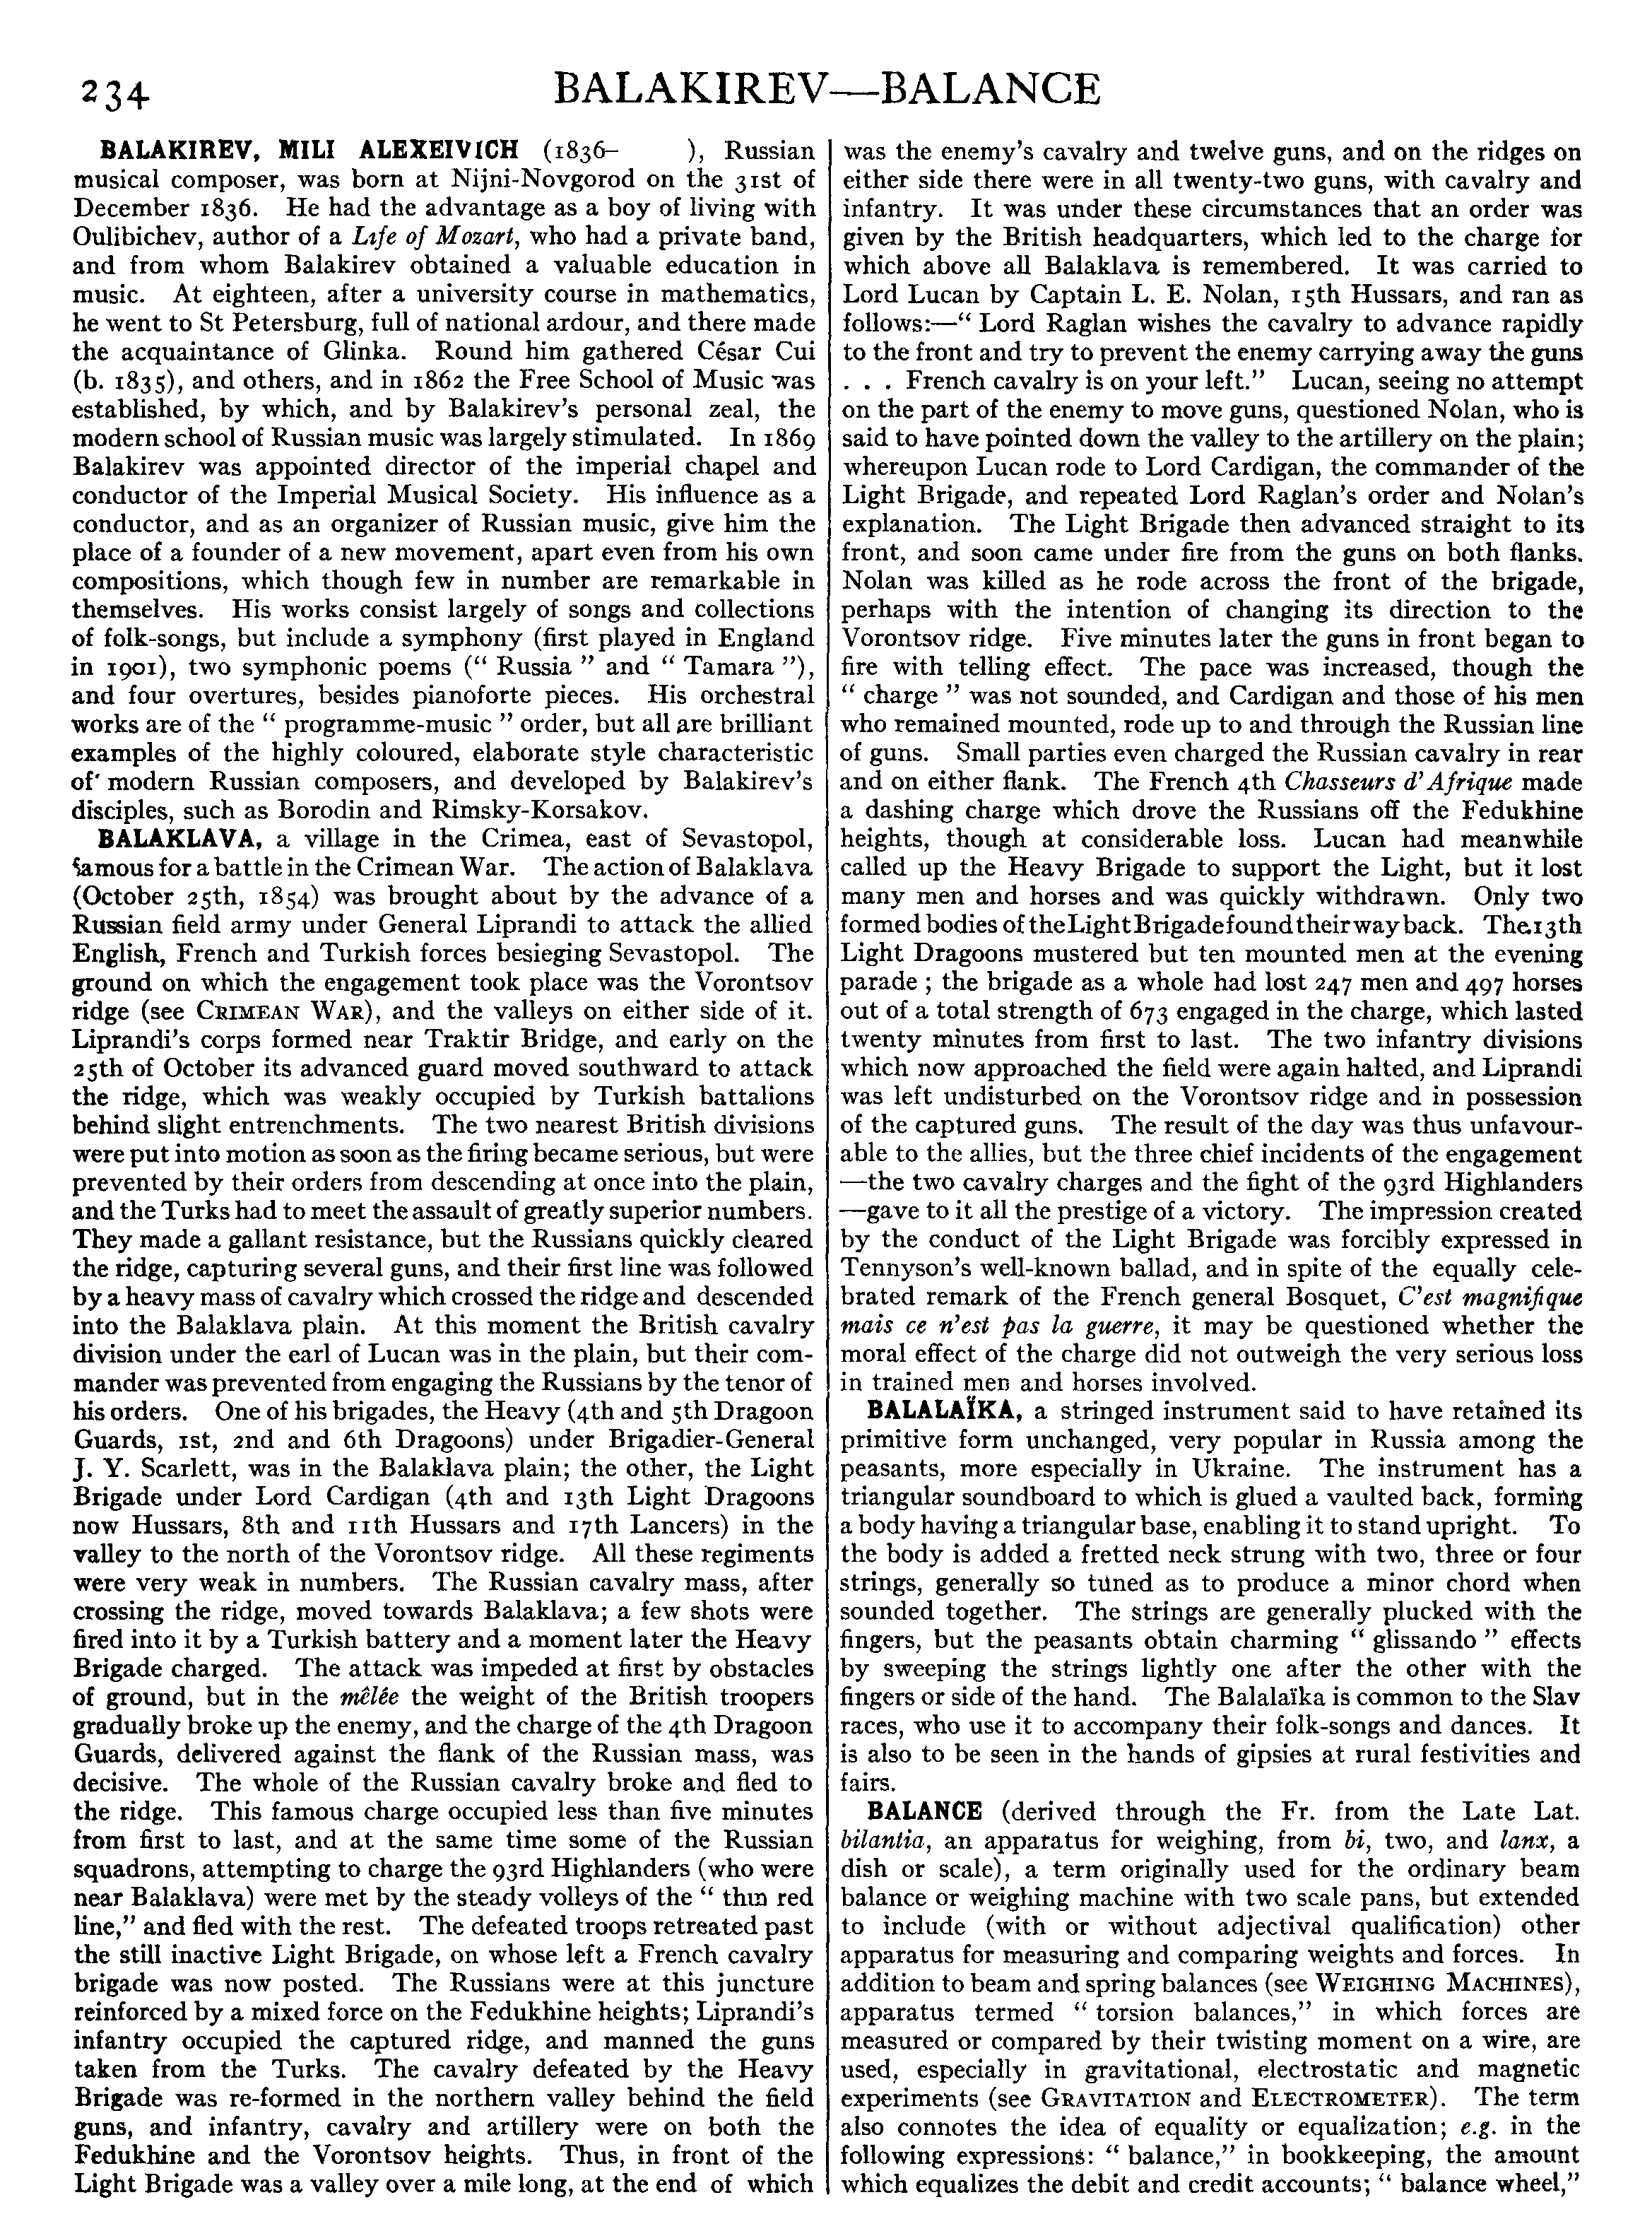 234
BALAKIREV—BALANCE
BALAKIREV, MILI ALEXEIVICH (1836– ), Russian
musical composer, was born at Nijni-Novgorod on the 31st of
December 1836. He had the advantage as a boy of living with
Oulibichev, author of a Life of Mozart, who had a private band,
and from whom Balakirev obtained a valuable education in
music. At eighteen, after a university course in mathematics,
he went to St Petersburg, full of national ardour, and there made
the acquaintance of Glinka. Round him gathered César Cui
(b. 1835), and others, and in 1862 the Free School of Music was
established, by which, and by Balakirev's personal zeal, the
modern school of Russian music was largely stimulated. In 1869
Balakirev was appointed director of the imperial chapel and
conductor of the Imperial Musical Society. His influence as a
conductor, and as an organizer of Russian music, give him the
place of a founder of a new movement, apart even from his own
compositions, which though few in number are remarkable in
themselves. His works consist largely of songs and collections
of folk-songs, but include a symphony (first played in England
in 1901), two symphonic poems (“ Russia ” and “ Tamara ”),
and four overtures, besides pianoforte pieces. His orchestral
works are of the “ programme-music ” order, but all are brilliant
examples of the highly coloured, elaborate style characteristic
of modern Russian composers, and developed by Balakirev's
disciples, such as Borodin and Rimsky-Korsakov.
BALAKLAVA, a village in the Crimea, east of Sevastopol,
famous for a battle in the Crimean War. The action of Balaklava
(October 25th, 1854) was brought about by the advance of a
Russian field army under General Liprandi to attack the allied
English, French and Turkish forces besieging Sevastopol. The
ground on which the engagement took place was the Vorontsov
ridge (see CRIMEAN WAR), and the valleys on either side of it.
Liprandi's corps formed near Traktir Bridge, and early on the
25th of October its advanced guard moved southward to attack
the ridge, which was weakly occupied by Turkish battalions
behind slight entrenchments. The two nearest British divisions
were put into motion as soon as the firing became serious, but were
prevented by their orders from descending at once into the plain,
and the Turks had to meet the assault of greatly superior numbers.
They made a gallant resistance, but the Russians quickly cleared
the ridge, capturing several guns, and their first line was followed
by a heavy mass of cavalry which crossed the ridge and descended
into the Balaklava plain. At this moment the British cavalry
division under the earl of Lucan was in the plain, but their com-
mander was prevented from engaging the Russians by the tenor of
his orders. One of his brigades, the Heavy (4th and 5th Dragoon
Guards, 1st, 2nd and 6th Dragoons) under Brigadier-General
J. Y. Scarlett, was in the Balaklava plain; the other, the Light
Brigade under Lord Cardigan (4th and 13th Light Dragoons
now Hussars, 8th and 11th Hussars and 17th Lancers) in the
valley to the north of the Vorontsov ridge. All these regiments
were very weak in numbers. The Russian cavalry mass, after
crossing the ridge, moved towards Balaklava; a few shots were
fired into it by a Turkish battery and a moment later the Heavy
Brigade charged. The attack was impeded at first by obstacles
of ground, but in the mêlée the weight of the British troopers
gradually broke up the enemy, and the charge of the 4th Dragoon
Guards, delivered against the flank of the Russian mass, was
decisive. The whole of the Russian cavalry broke and fled to
the ridge. This famous charge occupied less than five minutes
from first to last, and at the same time some of the Russian
squadrons, attempting to charge the 93rd Highlanders (who were
near Balaklava) were met by the steady volleys of the “ thin red
line,” and fled with the rest. The defeated troops retreated past
the still inactive Light Brigade, on whose left a French cavalry
brigade was now posted. The Russians were at this juncture
reinforced by a mixed force on the Fedukhine heights; Liprandi's
infantry occupied the captured ridge, and manned the guns
taken from the Turks. The cavalry defeated by the Heavy
Brigade was re-formed in the northern valley behind the field
guns, and infantry, cavalry and artillery were on both the
Fedukhine and the Vorontsov heights. Thus, in front of the
Light Brigade was a valley over a mile long, at the end of which
was the enemy's cavalry and twelve guns, and on the ridges on
either side there were in all twenty-two guns, with cavalry and
infantry. It was under these circumstances that an order was
given by the British headquarters, which led to the charge for
which above all Balaklava is remembered. It was carried to
Lord Lucan by Captain L. E. Nolan, 15th Hussars, and ran as
follows:—“ Lord Raglan wishes the cavalry to advance rapidly
to the front and try to prevent the enemy carrying away the guns
. . . French cavalry is on your left.” Lucan, seeing no attempt
on the part of the enemy to move guns, questioned Nolan, who is
said to have pointed down the valley to the artillery on the plain;
whereupon Lucan rode to Lord Cardigan, the commander of the
Light Brigade, and repeated Lord Raglan's order and Nolan's
explanation. The Light Brigade then advanced straight to its
front, and soon came under fire from the guns on both flanks.
Nolan was killed as he rode across the front of the brigade,
perhaps with the intention of changing its direction to the
Vorontsov ridge. Five minutes later the guns in front began to
fire with telling effect. The pace was increased, though the
“ charge ” was not sounded, and Cardigan and those of his men
who remained mounted, rode up to and through the Russian line
of guns. Small parties even charged the Russian cavalry in rear
and on either flank. The French 4th Chasseurs d'Afrique made
a dashing charge which drove the Russians off the Fedukhine
heights, though at considerable loss. Lucan had meanwhile
called up the Heavy Brigade to support the Light, but it lost
many men and horses and was quickly withdrawn. Only two
formed bodies of the Light Brigade found their way back. The 13th
Light Dragoons mustered but ten mounted men at the evening
parade ; the brigade as a whole had lost 247 men and 497 horses
out of a total strength of 673 engaged in the charge, which lasted
twenty minutes from first to last. The two infantry divisions
which now approached the field were again halted, and Liprandi
was left undisturbed on the Vorontsov ridge and in possession
of the captured guns. The result of the day was thus unfavour-
able to the allies, but the three chief incidents of the engagement
—the two cavalry charges and the fight of the 93rd Highlanders
—gave to it all the prestige of a victory. The impression created
by the conduct of the Light Brigade was forcibly expressed in
Tennyson's well-known ballad, and in spite of the equally cele-
brated remark of the French general Bosquet, C'est magnifique
mais ce n'est pas la guerre, it may be questioned whether the
moral effect of the charge did not outweigh the very serious loss
in trained men and horses involved.
BALALAÏKA, a stringed instrument said to have retained its
primitive form unchanged, very popular in Russia among the
peasants, more especially in Ukraine. The instrument has a
triangular soundboard to which is glued a vaulted back, forming
a body having a triangular base, enabling it to stand upright. To
the body is added a fretted neck strung with two, three or four
strings, generally so tuned as to produce a minor chord when
sounded together. The strings are generally plucked with the
fingers, but the peasants obtain charming “ glissando ” effects
by sweeping the strings lightly one after the other with the
fingers or side of the hand. The Balalaïka is common to the Slav
races, who use it to accompany their folk-songs and dances. It
is also to be seen in the hands of gipsies at rural festivities and
fairs.
BALANCE (derived through the Fr. from the Late Lat.
bilantia, an apparatus for weighing, from bi, two, and lanx, a
dish or scale), a term originally used for the ordinary beam
balance or weighing machine with two scale pans, but extended
to include (with or without adjectival qualification) other
apparatus for measuring and comparing weights and forces. In
addition to beam and spring balances (see WEIGHING MACHINES),
apparatus termed “ torsion balances,” in which forces are
measured or compared by their twisting moment on a wire, are
used, especially in gravitational, electrostatic and magnetic
experiments (see GRAVITATION and ELECTROMETER). The term
also connotes the idea of equality or equalization; e.g. in the
following expressions: “ balance,” in bookkeeping, the amount
which equalizes the debit and credit accounts; “ balance wheel,”